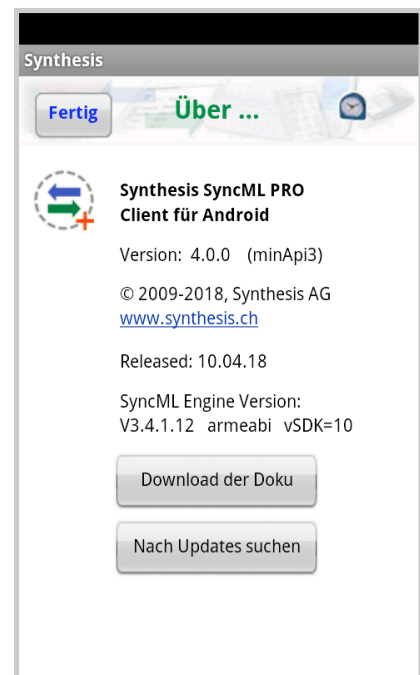 Synthesis
Fertig
Über ...
Synthesis SyncML PRO
Client für Android
Version: 4.0.0 (minApi3)
© 2009-2018, Synthesis AG
www.synthesis.ch
Released: 10.04.18
SyncML Engine Version:
V3.4.1.12 armeabi vSDK=10
Download der Doku
Nach Updates suchen